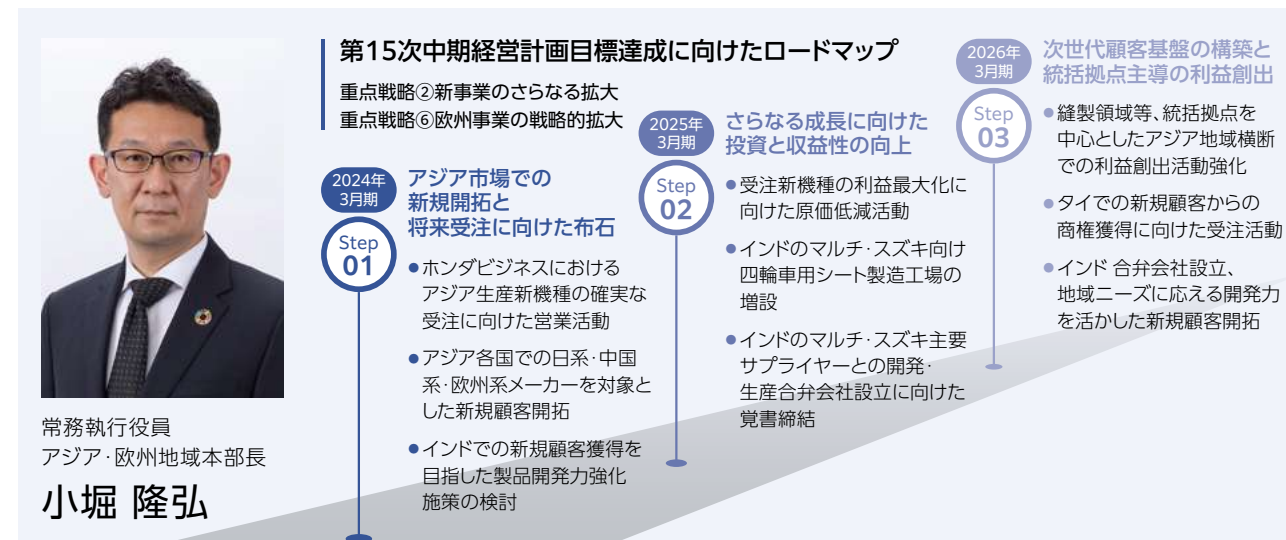 第15次中期経営計画目標達成に向けたロードマップ
重点戦略②新事業のさらなる拡大
重点戦略⑥欧州事業の戦略的拡大
常務執行役員
アジア・欧州地域本部長
小堀 隆弘
2024年
3月期
Step
01
アジア市場での
新規開拓と
将来受注に向けた布石
●ホンダビジネスにおける
アジア生産新機種の確実な
受注に向けた営業活動
●アジア各国での日系・中国
系・欧州系メーカーを対象と
した新規顧客開拓
●インドでの新規顧客獲得を
目指した製品開発力強化
施策の検討
2025年
3月期
Step
02
さらなる成長に向けた
投資と収益性の向上
●受注新機種の利益最大化に
向けた原価低減活動
●インドのマルチ・スズキ向け
四輪車用シート製造工場の
増設
●インドのマルチ・スズキ主要
サプライヤーとの開発・
生産合弁会社設立に向けた
覚書締結
2026年
3月期
Step
03
次世代顧客基盤の構築と
統括拠点主導の利益創出
●縫製領域等、統括拠点を
中心としたアジア地域横断
での利益創出活動強化
●タイでの新規顧客からの
商権獲得に向けた受注活動
●インド 合弁会社設立、
地域ニーズに応える開発力
を活かした新規顧客開拓